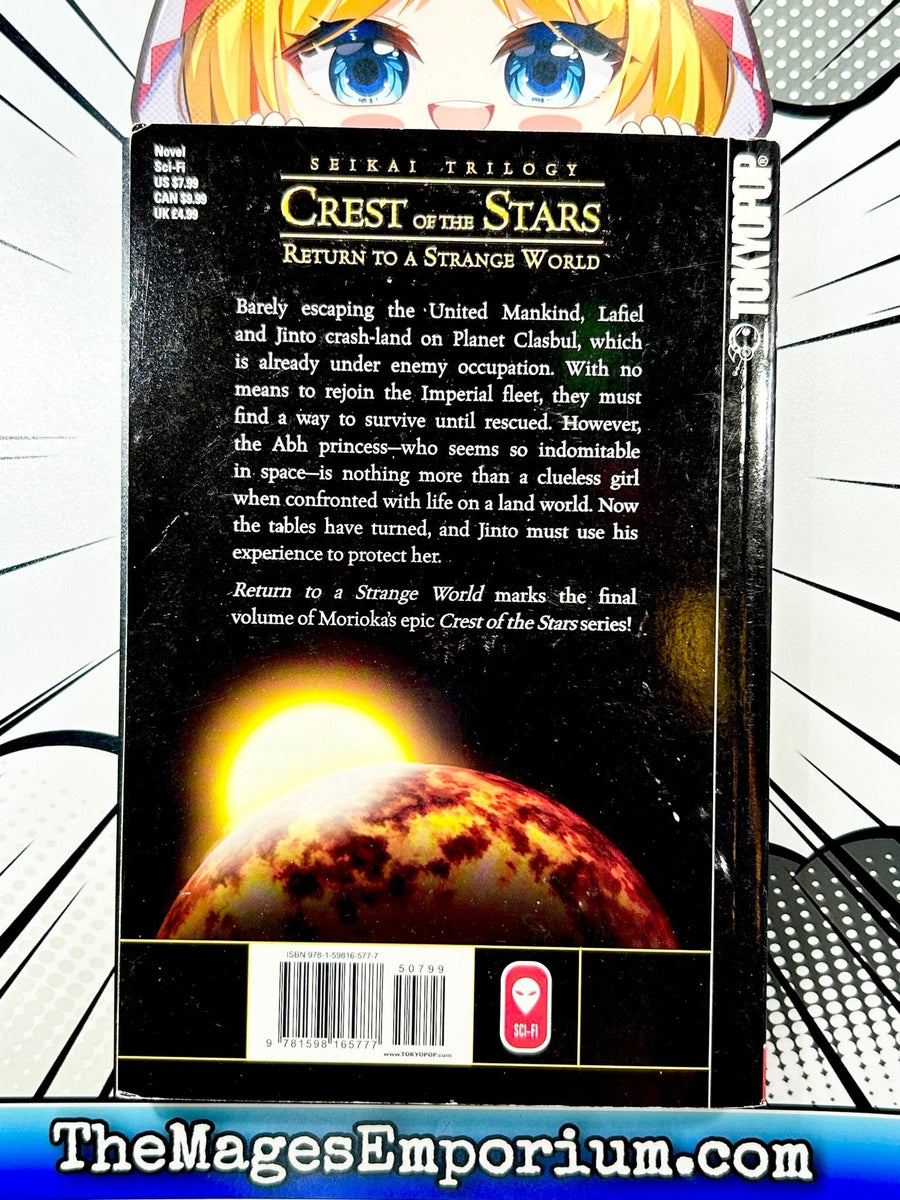 Novel
Sci-Fi
US $7.99
CAN $9.99
UK £4.99
SEIKAI TRILOGY
CREST OF THE STARS
RETURN TO A STRANGE WORLD
TOKYOPOP®
Barely escaping the United Mankind, Lafiel
and Jinto crash-land on Planet Clasbul, which
is already under enemy occupation. With no
means to rejoin the Imperial fleet, they must
find a way to survive until rescued. However,
the Abh princess—who seems so indomitable
in space—is nothing more than a clueless girl
when confronted with life on a land world. Now
the tables have turned, and Jinto must use his
experience to protect her.
Return to a Strange World marks the final
volume of Morioka's epic Crest of the Stars series!
ISBN 978-1-59816-577-7
50799
9 781598 165777
www.TOKYOPOP.com
SCI-FI
TheMagesEmporium.com